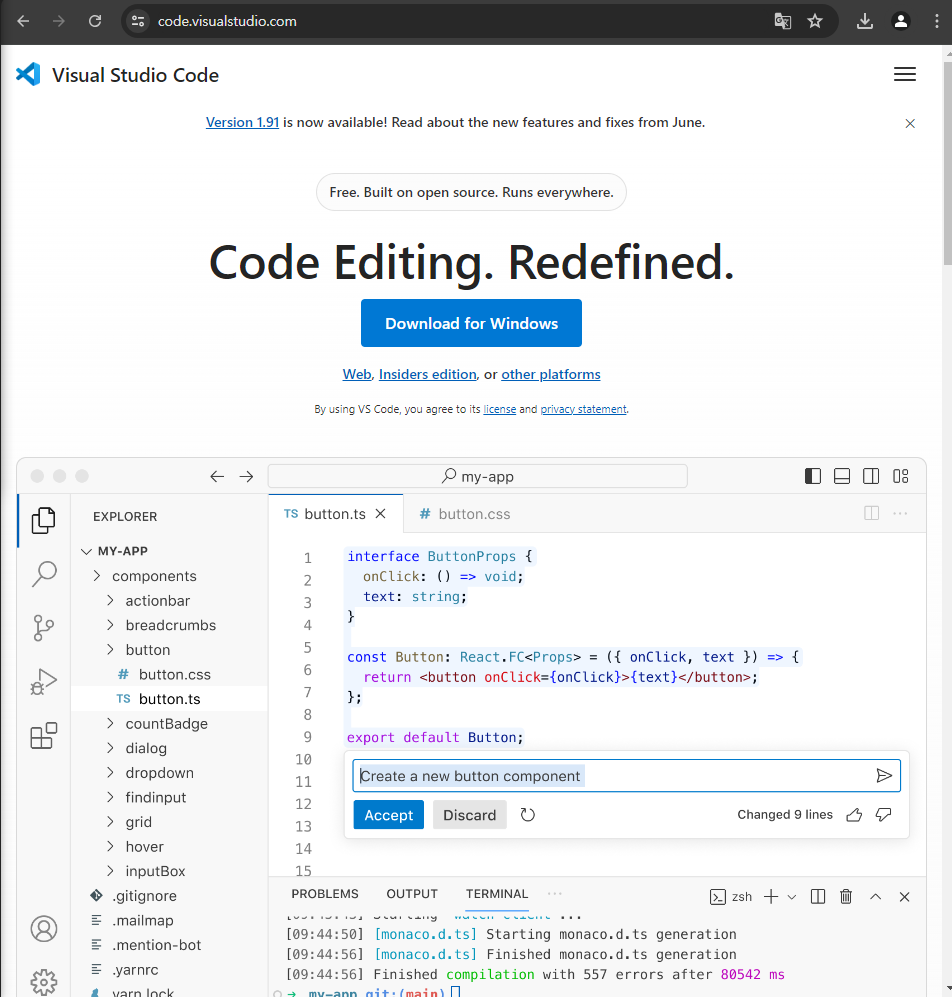 code.visualstudio.com
Visual Studio Code
Version 1.91 is now available! Read about the new features and fixes from June.
Free. Built on open source. Runs everywhere.
Code Editing. Redefined.
Download for Windows
Web, Insiders edition, or other platforms
By using VS Code, you agree to its license and privacy statement.
my-app
EXPLORER
MY-APP
components
actionbar
breadcrumbs
button
# button.css
TS button.ts
countBadge
dialog
dropdown
findinput
grid
hover
inputBox
.gitignore
.mailmap
.mention-bot
.yarnrc
yarn.lock
TS button.ts
# button.css
1 interface ButtonProps {
2 onClick: () => void;
3 text: string;
4 }
5
6 const Button: React.FC<Props> = ({ onClick, text }) => {
7 return <button onClick={onClick}>{text}</button>;
8 };
9
10 export default Button;
11
12
13
14
15
Create a new button component
Accept Discard Changed 9 lines
PROBLEMS OUTPUT TERMINAL ··· zsh
[09:43:43] Starting 'watch-client'...
[09:44:50] [monaco.d.ts] Starting monaco.d.ts generation
[09:44:56] [monaco.d.ts] Finished monaco.d.ts generation
[09:44:56] Finished compilation with 557 errors after 80542 ms
my-app git:(main)